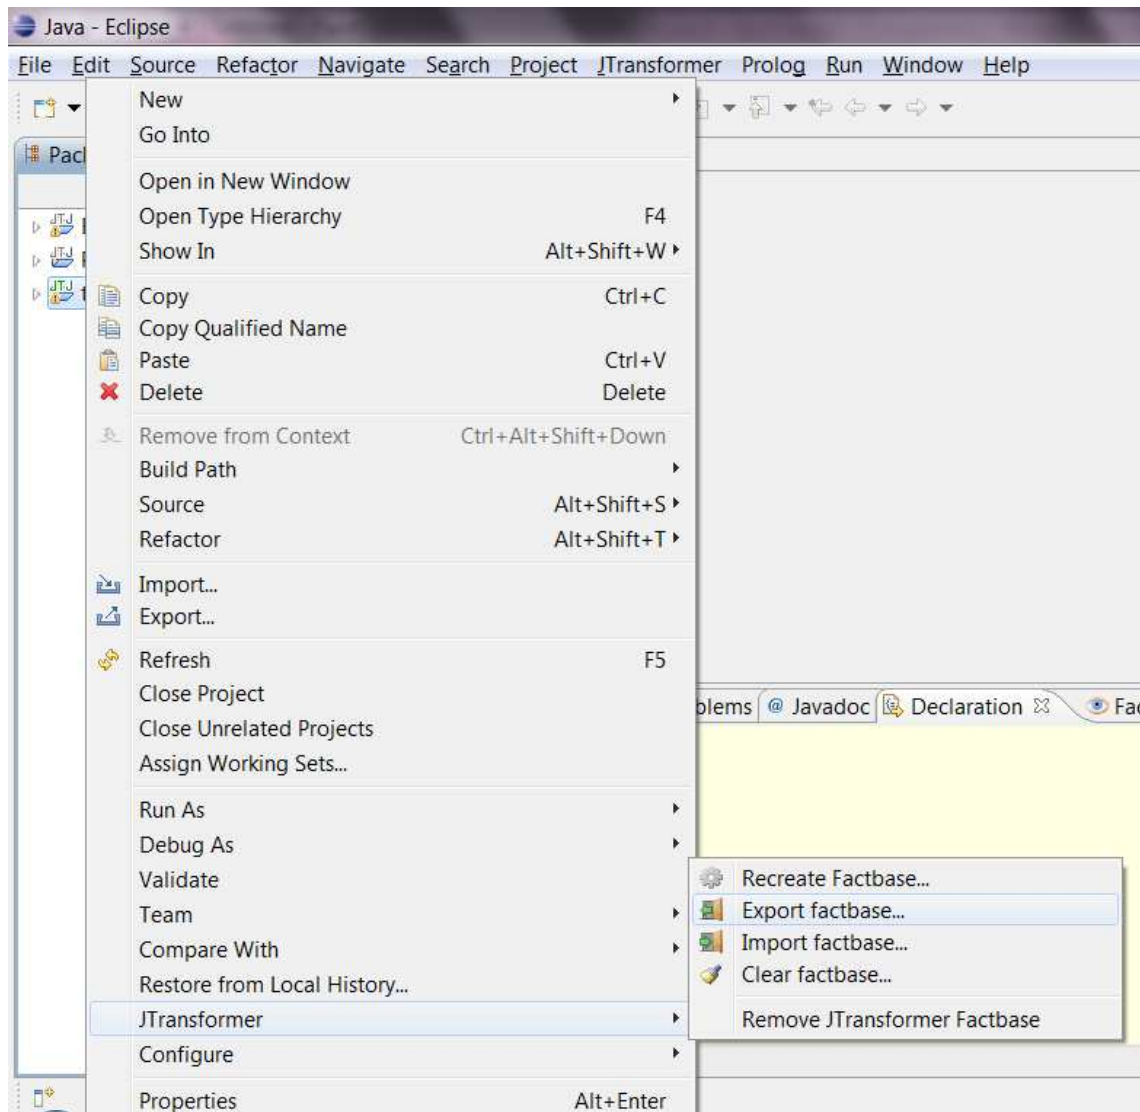 Java - Eclipse
File Edit Source Refactor Navigate Search Project JTransformer Prolog Run Window Help
New
Go Into
Open in New Window
Open Type Hierarchy F4
Show In Alt+Shift+W
Copy Ctrl+C
Copy Qualified Name
Paste Ctrl+V
Delete Delete
Remove from Context Ctrl+Alt+Shift+Down
Build Path
Source Alt+Shift+S
Refactor Alt+Shift+T
Import...
Export...
Refresh F5
Close Project
@ Javadoc Declaration
Close Unrelated Projects
Assign Working Sets...
Run As
Debug As
Validate
Recreate Factbase...
Team
Export factbase...
Compare With
Import factbase...
Restore from Local History...
Clear factbase...
JTransformer
Remove JTransformer Factbase
Configure
Properties Alt+Enter